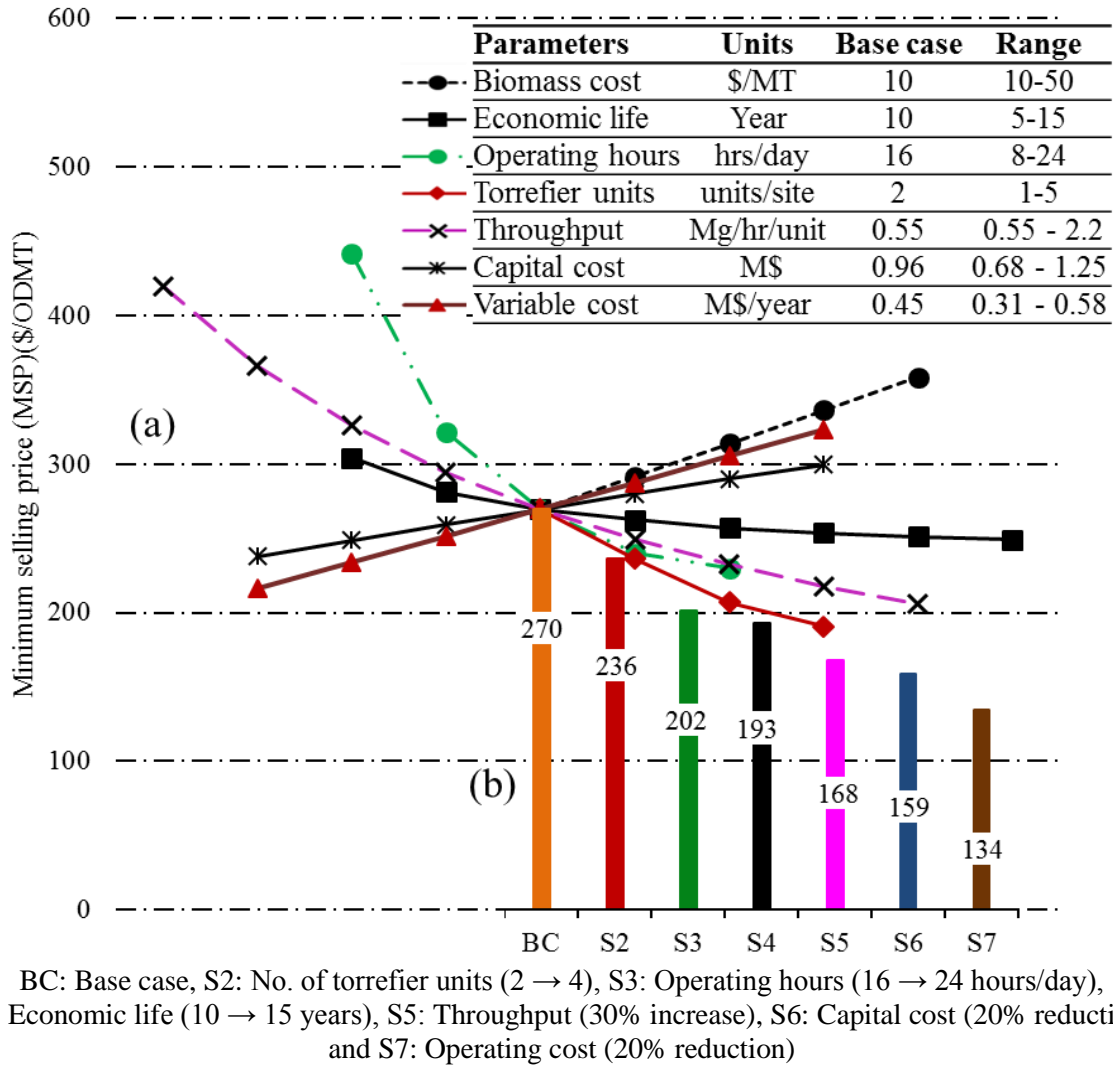 600
500
400
300
200
100
0
Minimum selling price (MSP)($/ODMT)
Parameters Units Base case Range
Biomass cost $/MT 10 10-50
Economic life Year 10 5-15
Operating hours hrs/day 16 8-24
Torrefier units units/site 2 1-5
Throughput Mg/hr/unit 0.55 0.55 - 2.2
Capital cost M$ 0.96 0.68 - 1.25
Variable cost M$/year 0.45 0.31 - 0.58
(a)
(b)
270
236
202
193
168
159
134
BC S2 S3 S4 S5 S6 S7
BC: Base case, S2: No. of torrefier units (2 → 4), S3: Operating hours (16 → 24 hours/day),
Economic life (10 → 15 years), S5: Throughput (30% increase), S6: Capital cost (20% reducti
and S7: Operating cost (20% reduction)